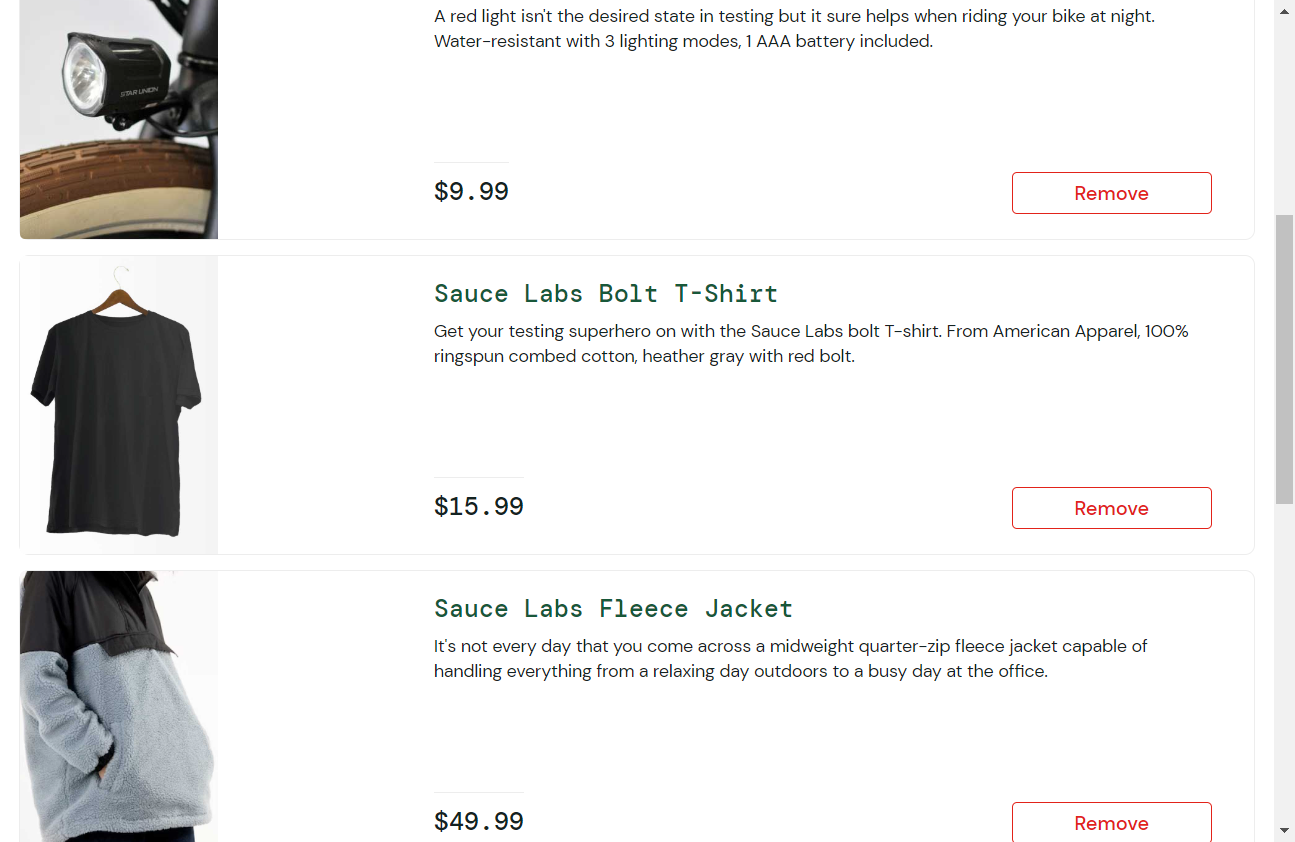 A red light isn't the desired state in testing but it sure helps when riding your bike at night.
Water-resistant with 3 lighting modes, 1 AAA battery included.
STAR UNION
$9.99
Remove
Sauce Labs Bolt T-Shirt
Get your testing superhero on with the Sauce Labs bolt T-shirt. From American Apparel, 100%
ringspun combed cotton, heather gray with red bolt.
$15.99
Remove
Sauce Labs Fleece Jacket
It's not every day that you come across a midweight quarter-zip fleece jacket capable of
handling everything from a relaxing day outdoors to a busy day at the office.
$49.99
Remove